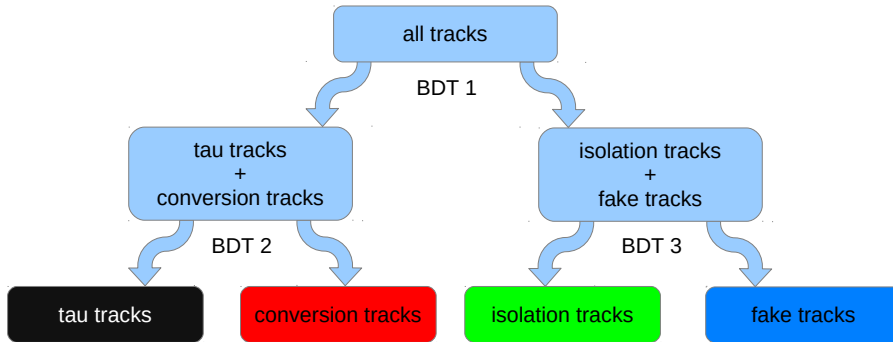 all tracks
BDT 1
tau tracks
+
conversion tracks
isolation tracks
+
fake tracks
BDT 2
BDT 3
tau tracks
conversion tracks
isolation tracks
fake tracks